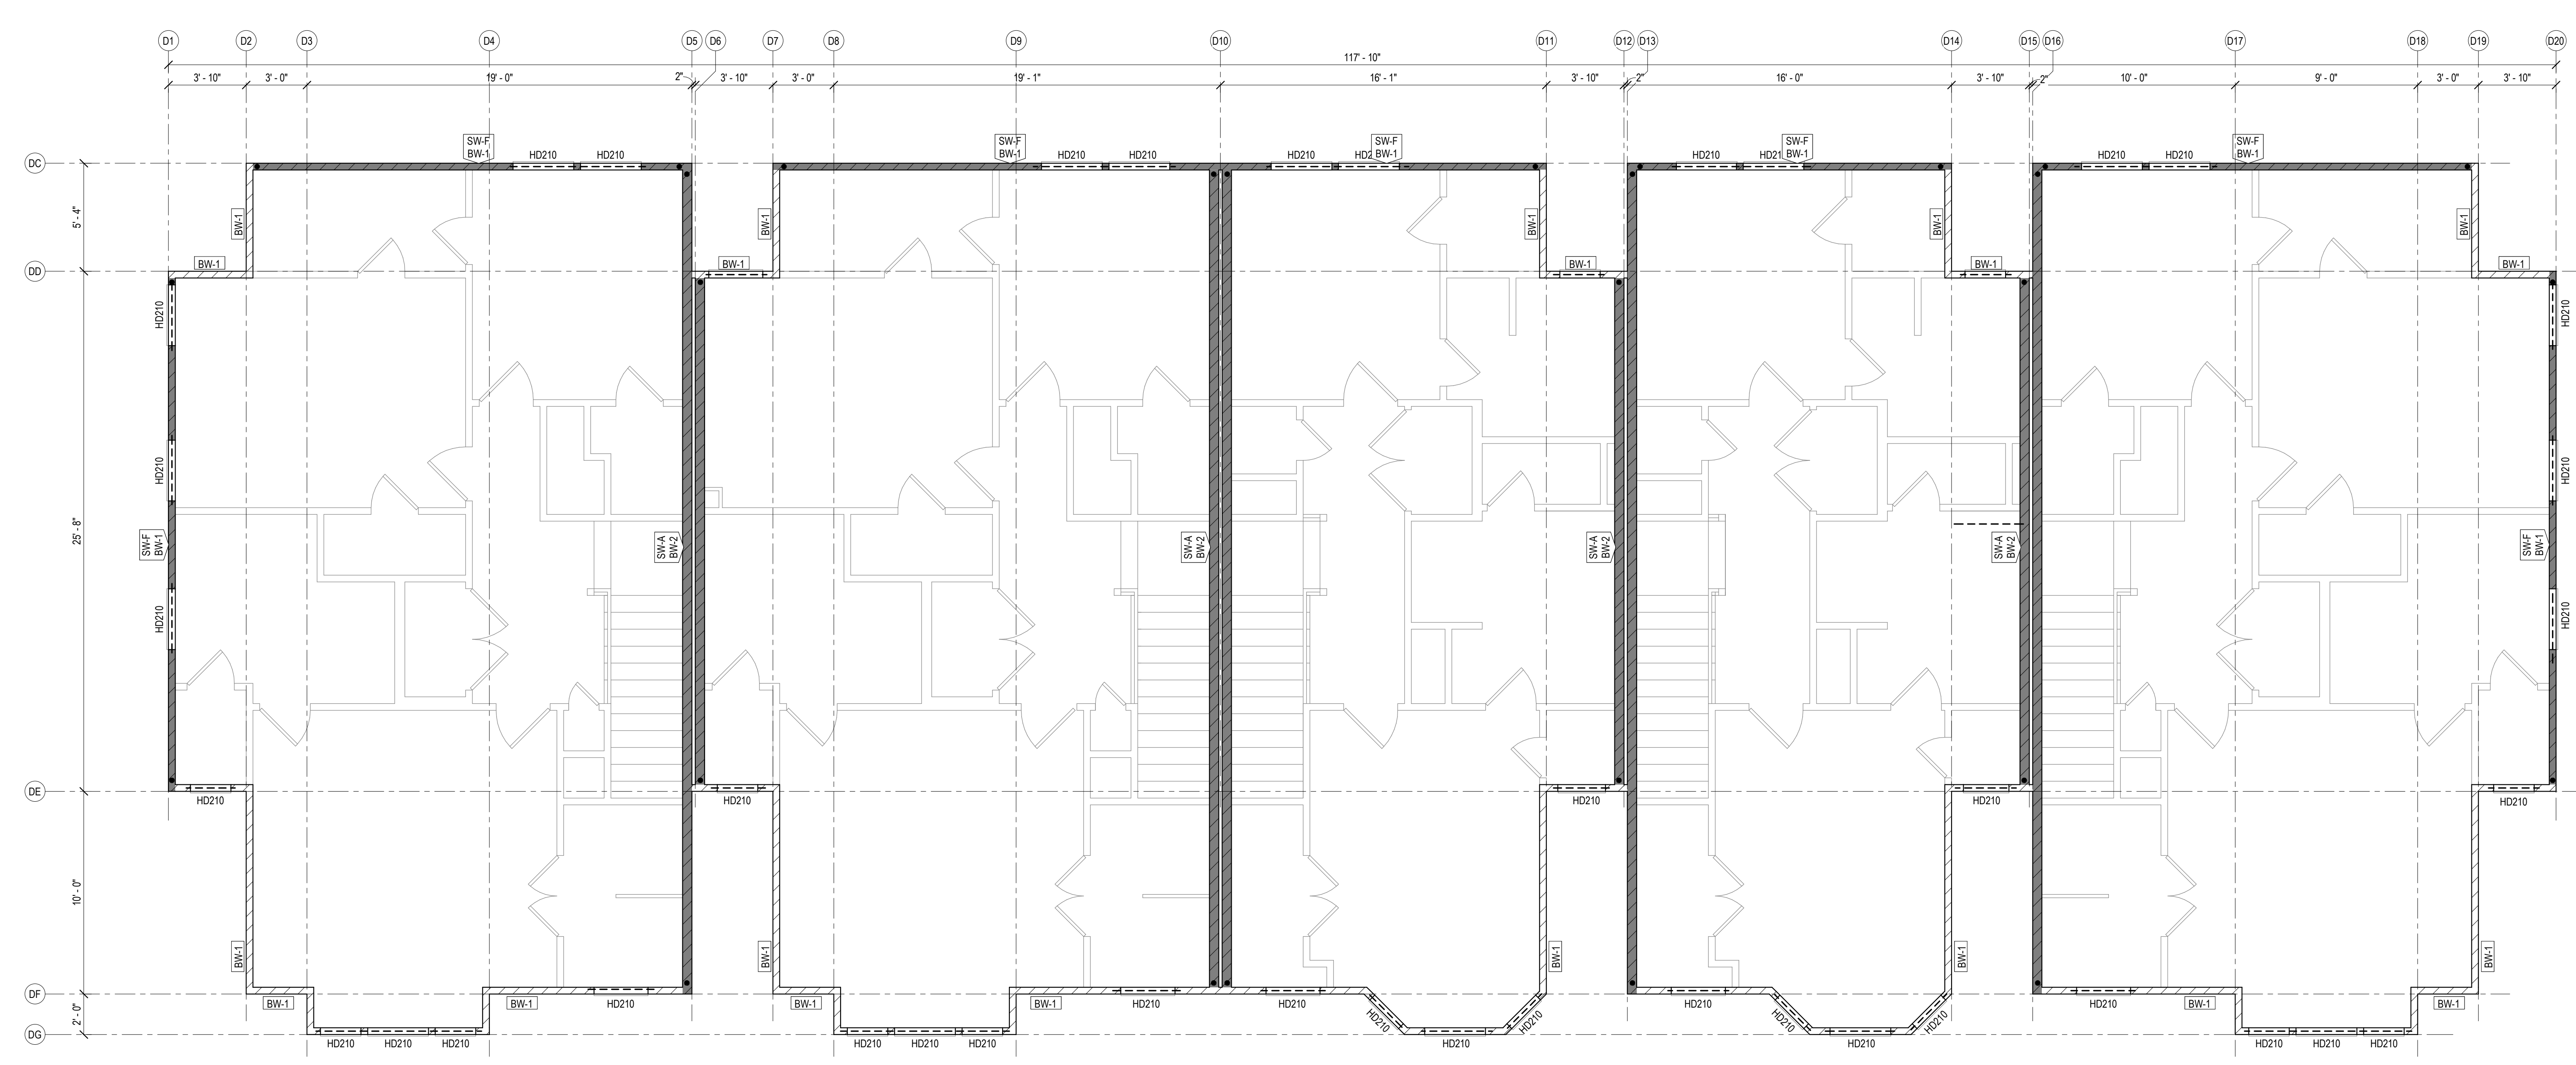 D1 D2 D3 D4 D5 D6 D7 D8 D9 D10 D11 D12 D13 D14 D15 D16 D17 D18 D19 D20
117' - 10"
3' - 10" 3' - 0" 19' - 0" 2" 3' - 10" 3' - 0" 19' - 1" 16' - 1" 3' - 10" 2" 16' - 0" 3' - 10" 2" 10' - 0" 9' - 0" 3' - 0" 3' - 10"
SW-F SW-F SW-F SW-F SW-F
BW-1 BW-1 BW-1 BW-1 BW-1
HD210 HD210 HD210 HD210 HD210 HD210 HD210 HD210 HD210
DC
5' - 4"
BW-1 BW-1 BW-1 BW-1 BW-1
BW-1 BW-1 BW-1 BW-1 BW-1
DD
HD210 HD210
HD210 HD210
25' - 8"
SW-F SW-A SW-A SW-A SW-A SW-F
BW-1 BW-2 BW-2 BW-2 BW-2 BW-1
HD210 HD210
DE
HD210 HD210 HD210 HD210 HD210
10' - 0"
BW-1 BW-1 BW-1 BW-1 BW-1
DF
BW-1 BW-1 HD210 BW-1 BW-1 HD210 HD210 HD210 HD210 BW-1 BW-1
2' - 0"
HD210 HD210 HD210 HD210
DG
HD210 HD210 HD210 HD210 HD210 HD210 HD210 HD210 HD210 HD210 HD210